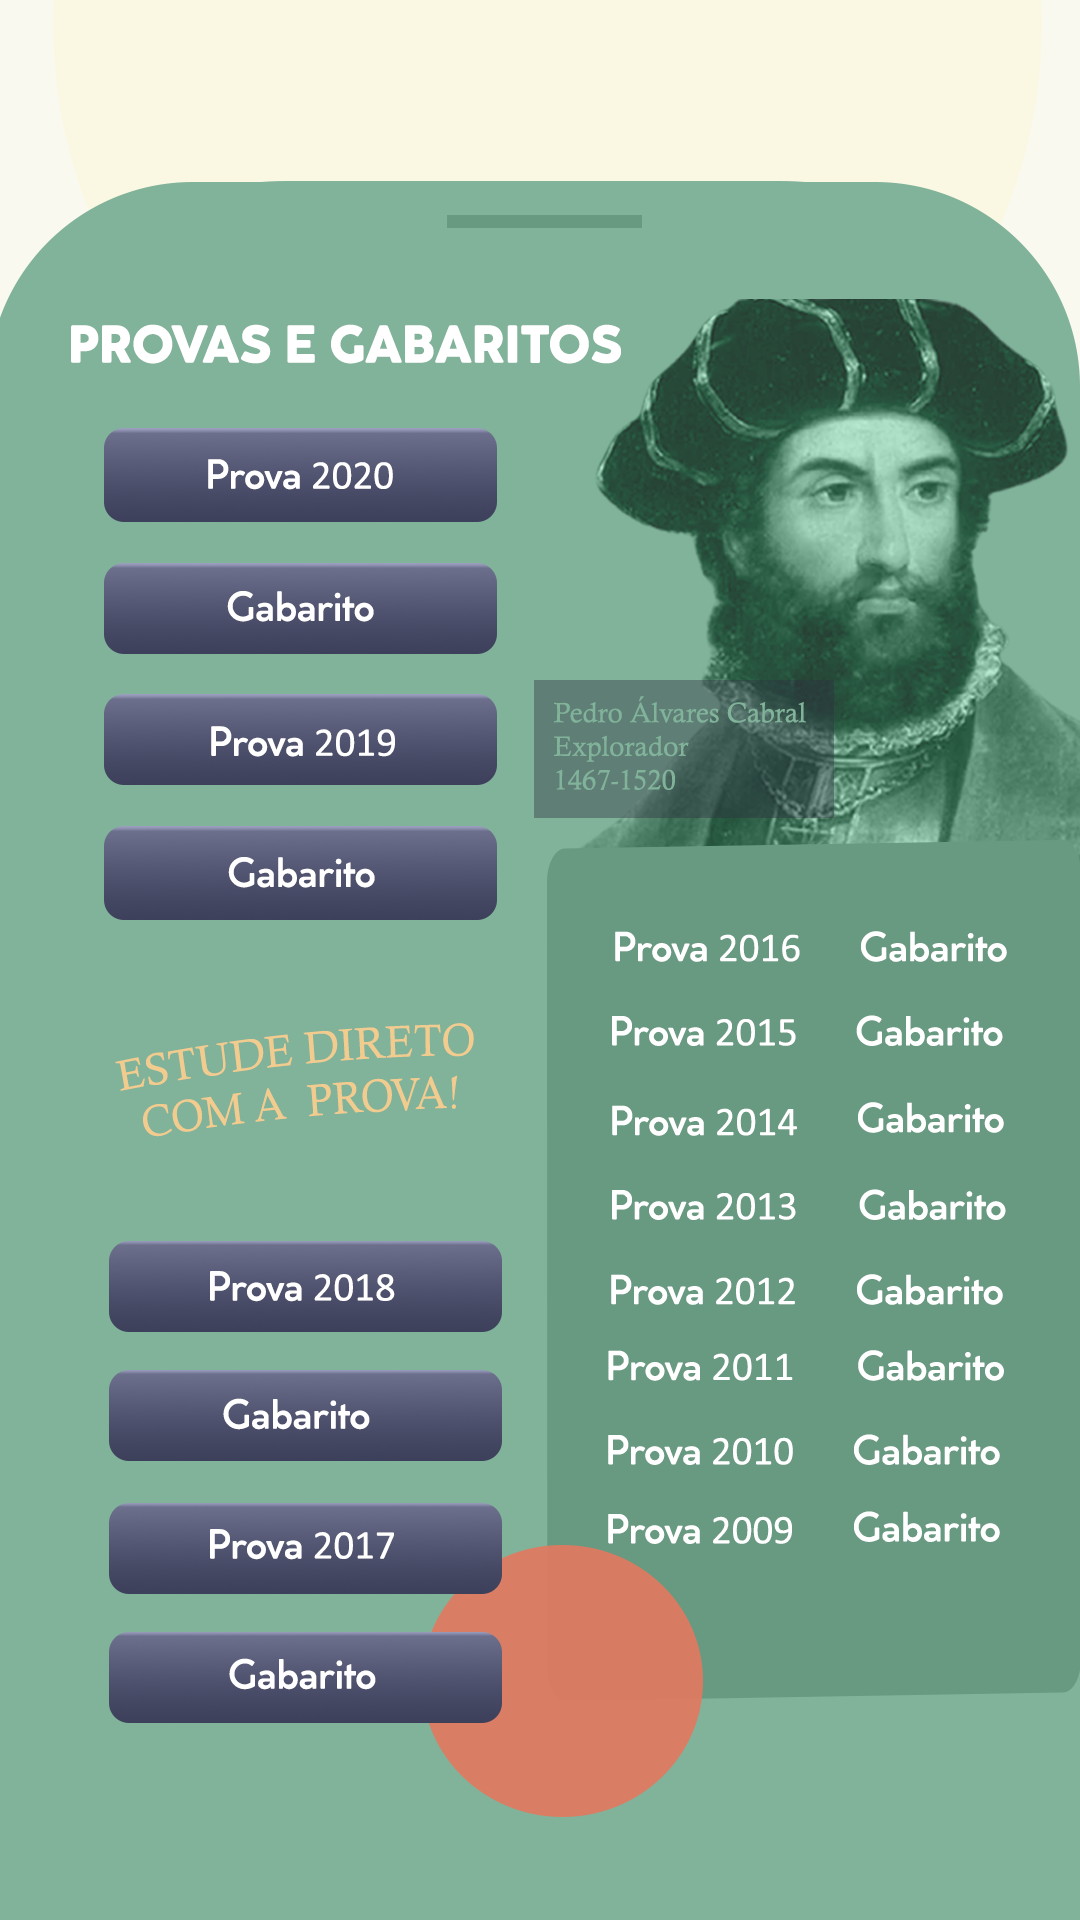 PROVAS E GABARITOS
Prova 2020
Gabarito
Prova 2019
Gabarito
Pedro Álvares Cabral
Explorador
1467-1520
ESTUDE DIRETO
COM A PROVA!
Prova 2018
Gabarito
Prova 2017
Gabarito
Prova 2016 Gabarito
Prova 2015 Gabarito
Prova 2014 Gabarito
Prova 2013 Gabarito
Prova 2012 Gabarito
Prova 2011 Gabarito
Prova 2010 Gabarito
Prova 2009 Gabarito